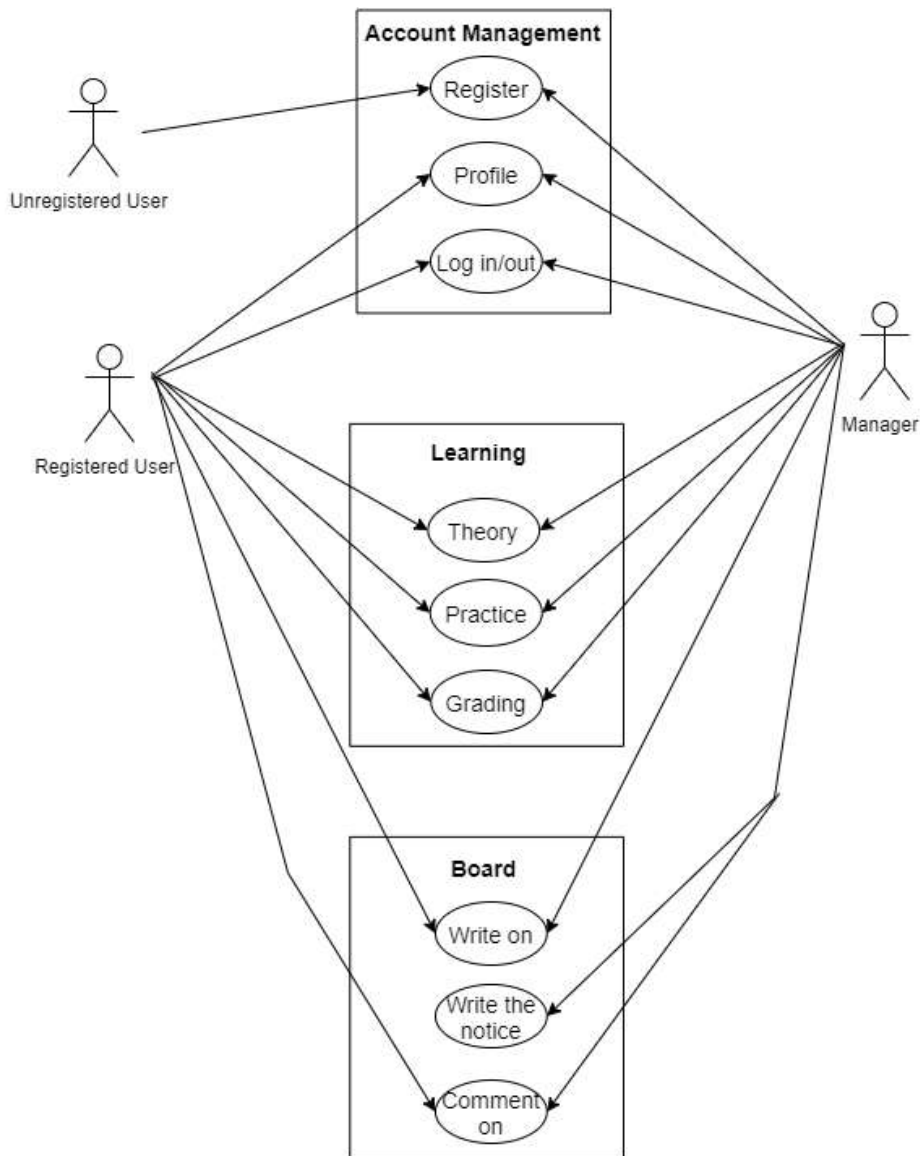 Account Management
Register
Unregistered User
Profile
Log in/out
Manager
Registered User
Learning
Theory
Practice
Grading
Board
Write on
Write the
notice
Comment
on